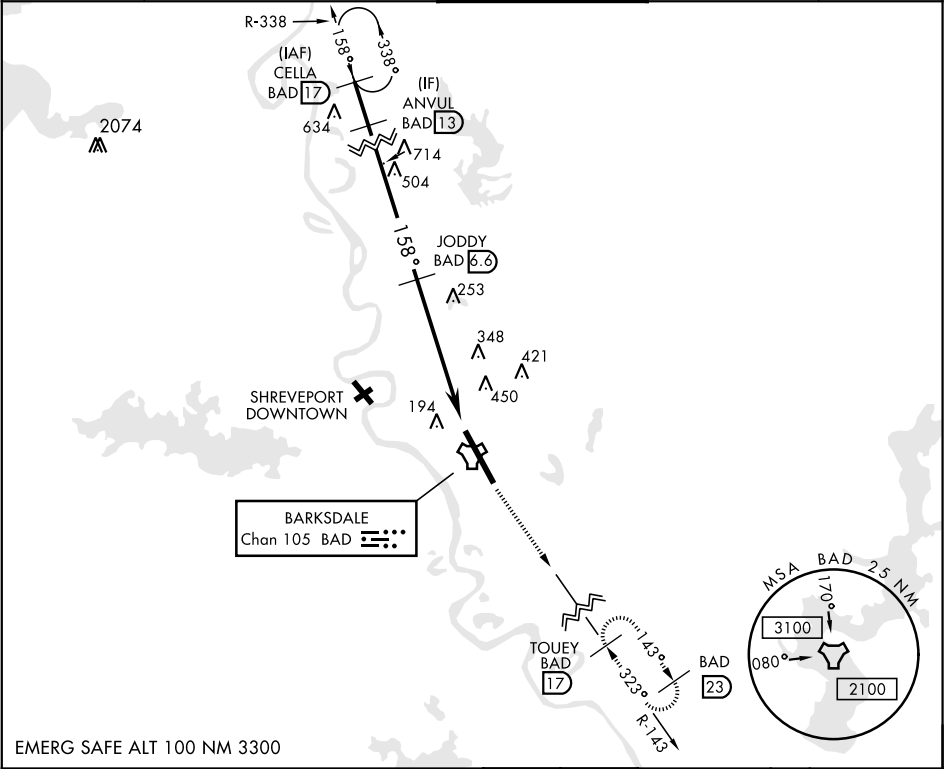 R-338
158°
338°
(IAF)
CELLA
BAD 17
(IF)
ANVUL
BAD 13
634
2074
714
504
158°
JODDY
BAD 6.6
253
348
421
450
SHREVEPORT
DOWNTOWN
194
BARKSDALE
Chan 105 BAD
MSA BAD 25 NM
170°
3100
080°
2100
TOUEY
BAD
17
143°
323°
BAD
23
R-143
EMERG SAFE ALT 100 NM 3300